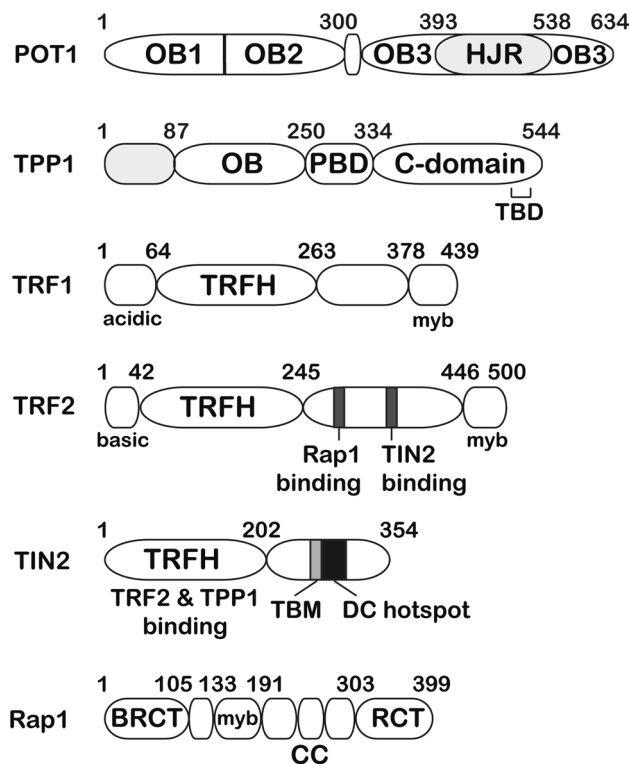 1 300 393 538 634
POT1 OB1 OB2 OB3 HJR OB3
1 87 250 334 544
TPP1 OB PBD C-domain
TBD
1 64 263 378 439
TRF1 TRFH
acidic myb
1 42 245 446 500
TRF2 TRFH
basic myb
Rap1 TIN2
binding binding
1 202 354
TIN2 TRFH
TRF2 & TPP1 TBM DC hotspot
binding
1 105 133 191 303 399
Rap1 BRCT myb RCT
CC